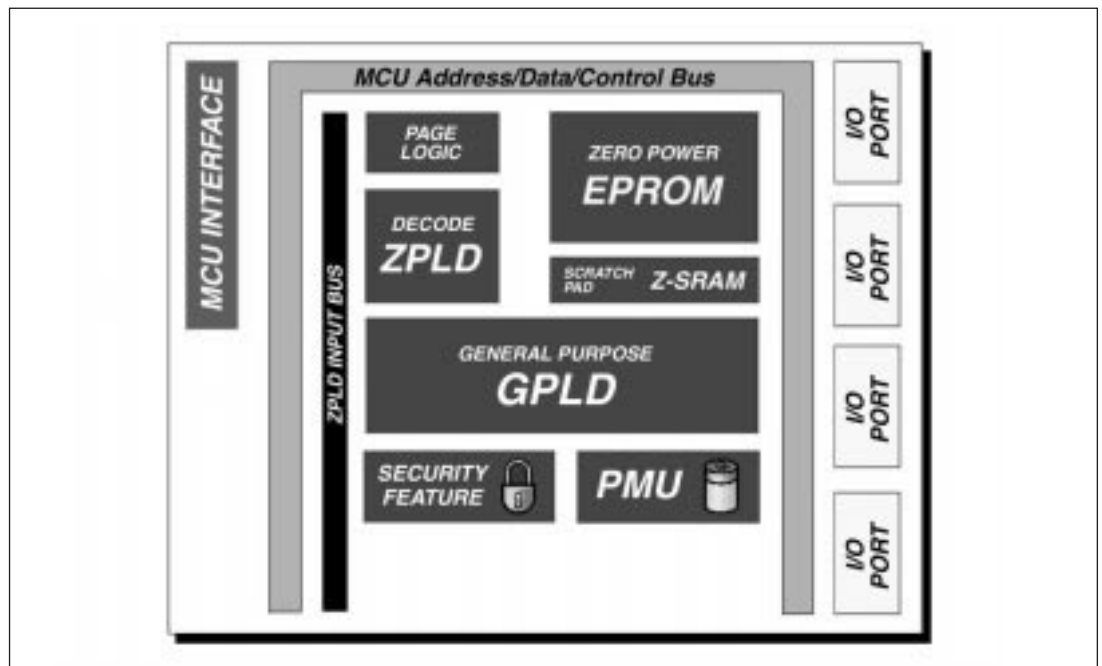 MCU Address/Data/Control Bus
MCU INTERFACE
ZPLD INPUT BUS
PAGE
LOGIC
ZERO POWER
EPROM
DECODE
ZPLD
SCRATCH
PAD
Z-SRAM
GENERAL PURPOSE
GPLD
SECURITY
FEATURE
PMU
I/O
PORT
I/O
PORT
I/O
PORT
I/O
PORT